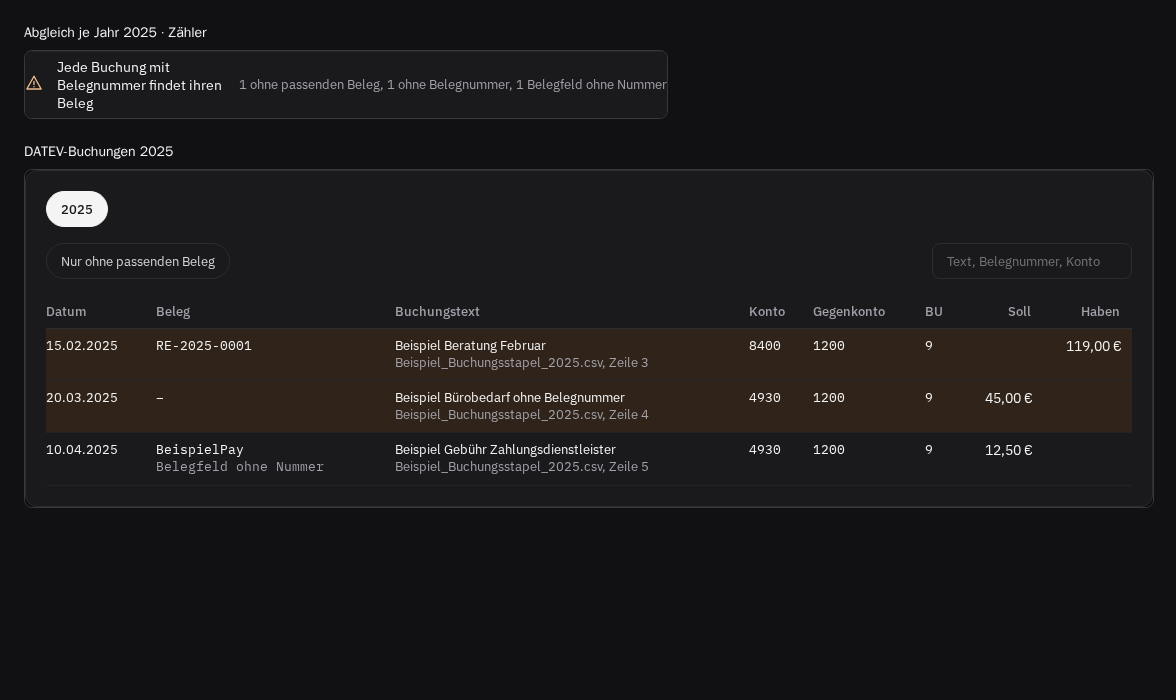 Abgleich je Jahr 2025 · Zähler
Jede Buchung mit
Belegnummer findet ihren
Beleg
1 ohne passenden Beleg, 1 ohne Belegnummer, 1 Belegfeld ohne Nummer
DATEV-Buchungen 2025
2025
Nur ohne passenden Beleg
Text, Belegnummer, Konto
Datum Beleg Buchungstext Konto Gegenkonto BU Soll Haben
15.02.2025 RE-2025-0001 Beispiel Beratung Februar 8400 1200 9 119,00 €
Beispiel_Buchungsstapel_2025.csv, Zeile 3
20.03.2025 – Beispiel Bürobedarf ohne Belegnummer 4930 1200 9 45,00 €
Beispiel_Buchungsstapel_2025.csv, Zeile 4
10.04.2025 BeispielPay Beispiel Gebühr Zahlungsdienstleister 4930 1200 9 12,50 €
Belegfeld ohne Nummer Beispiel_Buchungsstapel_2025.csv, Zeile 5